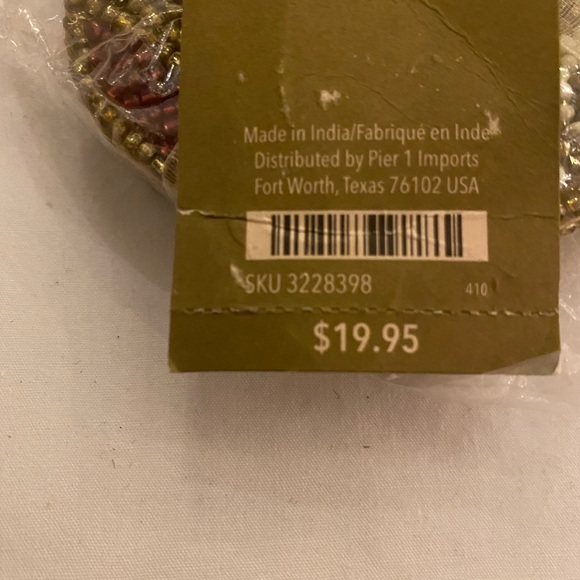 Made in India/Fabriqué en Inde
Distributed by Pier 1 Imports
Fort Worth, Texas 76102 USA
SKU 3228398
410
$19.95